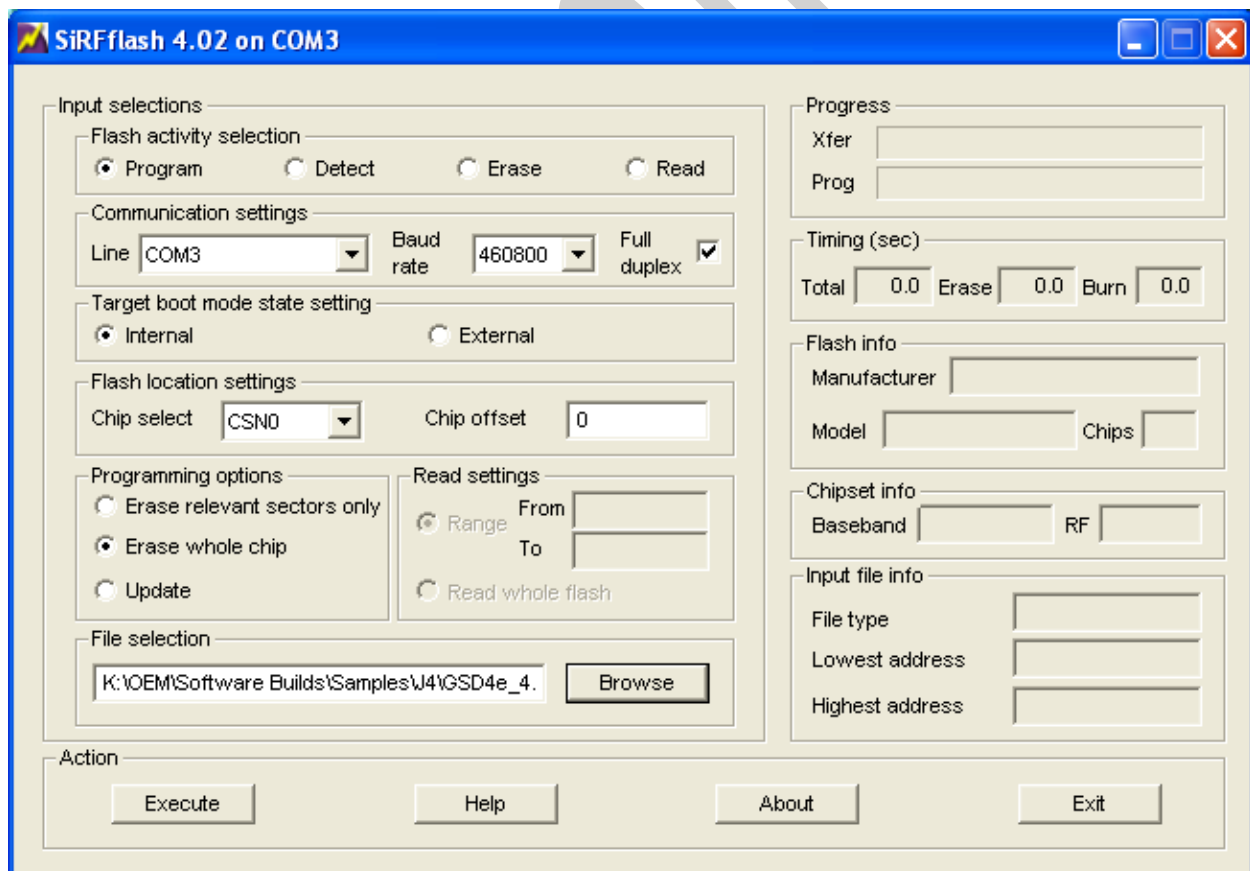 SiRFflash 4.02 on COM3
Input selections
Flash activity selection
Program Detect Erase Read
Communication settings
Line COM3 Baud rate 460800 Full duplex
Target boot mode state setting
Internal External
Flash location settings
Chip select CSN0 Chip offset 0
Programming options
Erase relevant sectors only
Erase whole chip
Update
Read settings
Range From
To
Read whole flash
File selection
K:\OEM\Software Builds\Samples\J4\GSD4e_4. Browse
Progress
Xfer
Prog
Timing (sec)
Total 0.0 Erase 0.0 Burn 0.0
Flash info
Manufacturer
Model Chips
Chipset info
Baseband RF
Input file info
File type
Lowest address
Highest address
Action
Execute Help About Exit